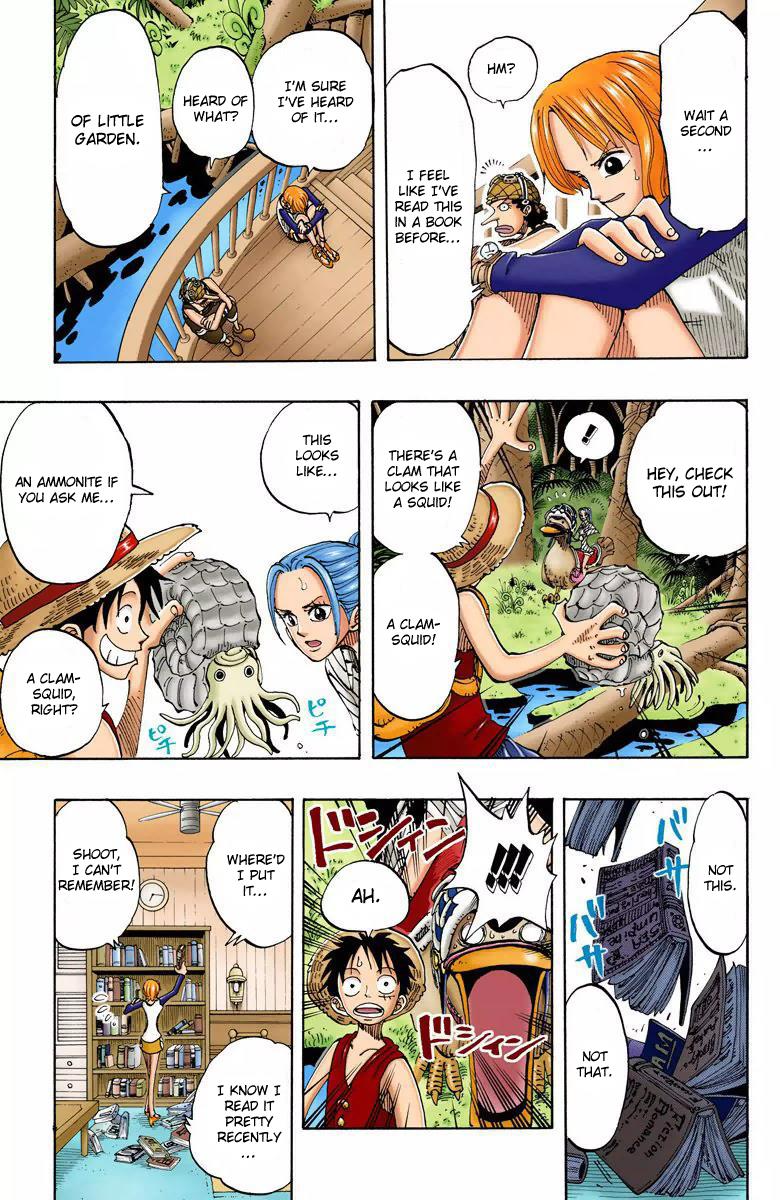 WAIT
A
SECOND
...
HM?
I FEEL
LIKE I'VE
READ THIS
IN A BOOK
BEFORE...
I'M SURE
I'VE HEARD
OF IT...
HEARD OF
WHAT?
OF LITTLE
GARDEN.
HEY, CHECK
THIS OUT!
!
THERE'S A
CLAM THAT
LOOKS LIKE
A SQUID!
A CLAM-
SQUID!
THIS
LOOKS
LIKE...
AN AMMONITE IF
YOU ASK ME...
A CLAM-
SQUID,
RIGHT?
ピチ
ピチ
NOT
THIS.
バサ
バサ
NOT
THAT.
!!!
ドシィン
AH.
ドシィン
WHERE'D
I PUT
IT...
SHOOT,
I CAN'T
REMEMBER!
I KNOW I
READ IT
PRETTY
RECENTLY
...